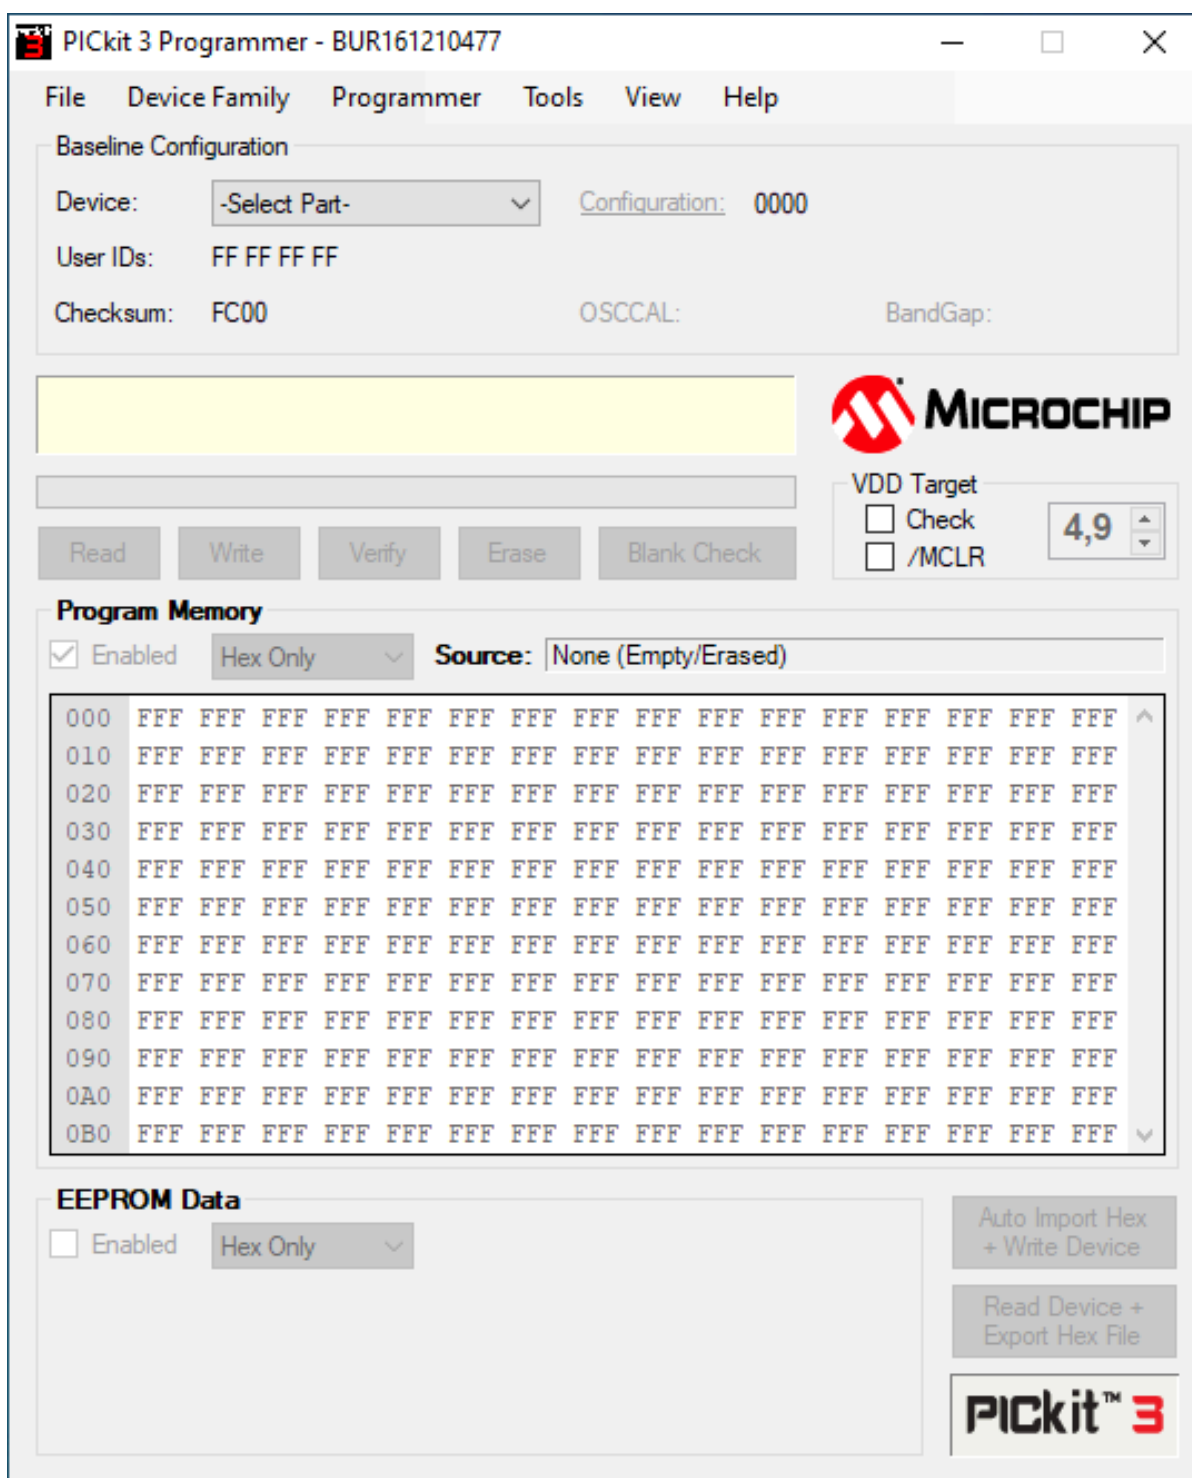 PICkit 3 Programmer - BUR161210477
File Device Family Programmer Tools View Help
Baseline Configuration
Device: -Select Part- Configuration: 0000
User IDs: FF FF FF FF
Checksum: FC00 OSCCAL: BandGap:
MICROCHIP
VDD Target
Check
/MCLR
4,9
Read Write Verify Erase Blank Check
Program Memory
Enabled Hex Only Source: None (Empty/Erased)
000 FFF FFF FFF FFF FFF FFF FFF FFF FFF FFF FFF FFF FFF FFF FFF FFF
010 FFF FFF FFF FFF FFF FFF FFF FFF FFF FFF FFF FFF FFF FFF FFF FFF
020 FFF FFF FFF FFF FFF FFF FFF FFF FFF FFF FFF FFF FFF FFF FFF FFF
030 FFF FFF FFF FFF FFF FFF FFF FFF FFF FFF FFF FFF FFF FFF FFF FFF
040 FFF FFF FFF FFF FFF FFF FFF FFF FFF FFF FFF FFF FFF FFF FFF FFF
050 FFF FFF FFF FFF FFF FFF FFF FFF FFF FFF FFF FFF FFF FFF FFF FFF
060 FFF FFF FFF FFF FFF FFF FFF FFF FFF FFF FFF FFF FFF FFF FFF FFF
070 FFF FFF FFF FFF FFF FFF FFF FFF FFF FFF FFF FFF FFF FFF FFF FFF
080 FFF FFF FFF FFF FFF FFF FFF FFF FFF FFF FFF FFF FFF FFF FFF FFF
090 FFF FFF FFF FFF FFF FFF FFF FFF FFF FFF FFF FFF FFF FFF FFF FFF
0A0 FFF FFF FFF FFF FFF FFF FFF FFF FFF FFF FFF FFF FFF FFF FFF FFF
0B0 FFF FFF FFF FFF FFF FFF FFF FFF FFF FFF FFF FFF FFF FFF FFF FFF
EEPROM Data
Enabled Hex Only
Auto Import Hex
+ Write Device
Read Device +
Export Hex File
PICkit™ 3